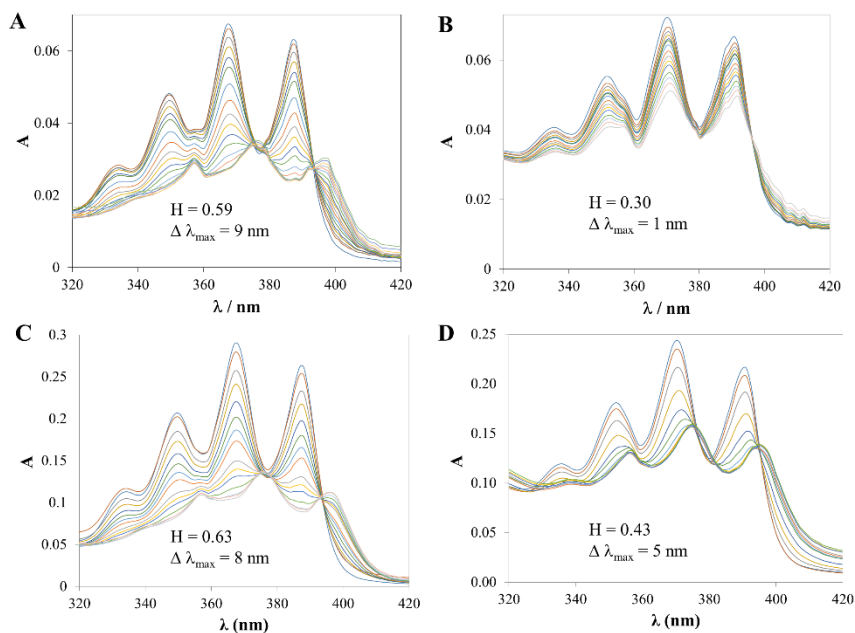 A
0.06
0.04
0.02
0
A
320 340 360 380 400 420
λ / nm
H = 0.59
Δ λmax = 9 nm
B
0.06
0.04
0.02
0
A
320 340 360 380 400 420
λ / nm
H = 0.30
Δ λmax = 1 nm
C
0.3
0.25
0.2
0.15
0.1
0.05
0
A
320 340 360 380 400 420
λ (nm)
H = 0.63
Δ λmax = 8 nm
D
0.25
0.20
0.15
0.10
0.05
0.00
A
320 340 360 380 400 420
λ (nm)
H = 0.43
Δ λmax = 5 nm